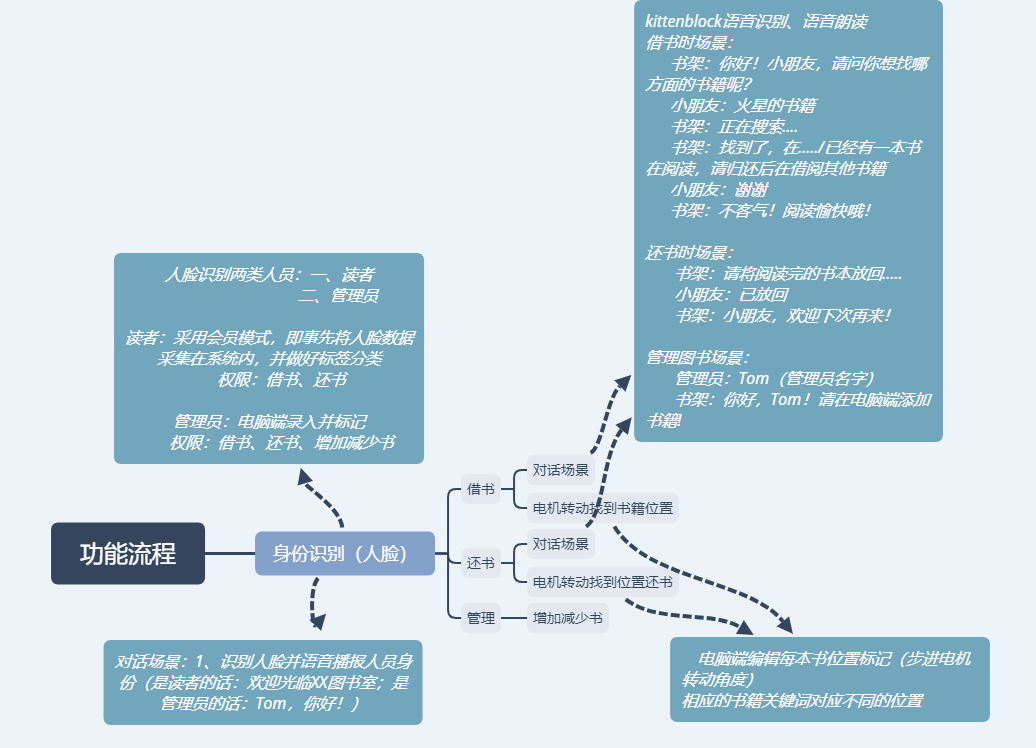 kittenblock语音识别、语音朗读
借书时场景：
书架：你好！小朋友，请问你想找哪
方面的书籍呢？
小朋友：火星的书籍
书架：正在搜索....
书架：找到了，在...../已经有一本书
在阅读，请归还后在借阅其他书籍
小朋友：谢谢
书架：不客气！阅读愉快哦！
还书时场景：
书架：请将阅读完的书本放回.....
小朋友：已放回
书架：小朋友，欢迎下次再来！
管理图书场景：
管理员：Tom（管理员名字）
书架：你好，Tom！请在电脑端添加
书籍!
人脸识别两类人员：一、读者
二、管理员
读者：采用会员模式，即事先将人脸数据
采集在系统内，并做好标签分类
权限：借书、还书
管理员：电脑端录入并标记
权限：借书、还书、增加减少书
功能流程
身份识别（人脸）
借书
对话场景
电机转动找到书籍位置
还书
对话场景
电机转动找到位置还书
管理
增加减少书
对话场景：1、识别人脸并语音播报人员身
份（是读者的话：欢迎光临XX图书室；是
管理员的话：Tom，你好！）
电脑端编辑每本书位置标记（步进电机
转动角度）
相应的书籍关键词对应不同的位置